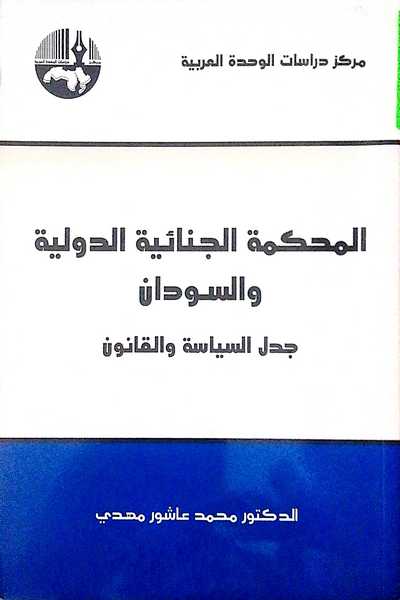 مركز دراسات الوحدة العربية
المحكمة الجنائية الدولية
والسودان
جدل السياسة والقانون
الدكتور محمد عاشور مهدي